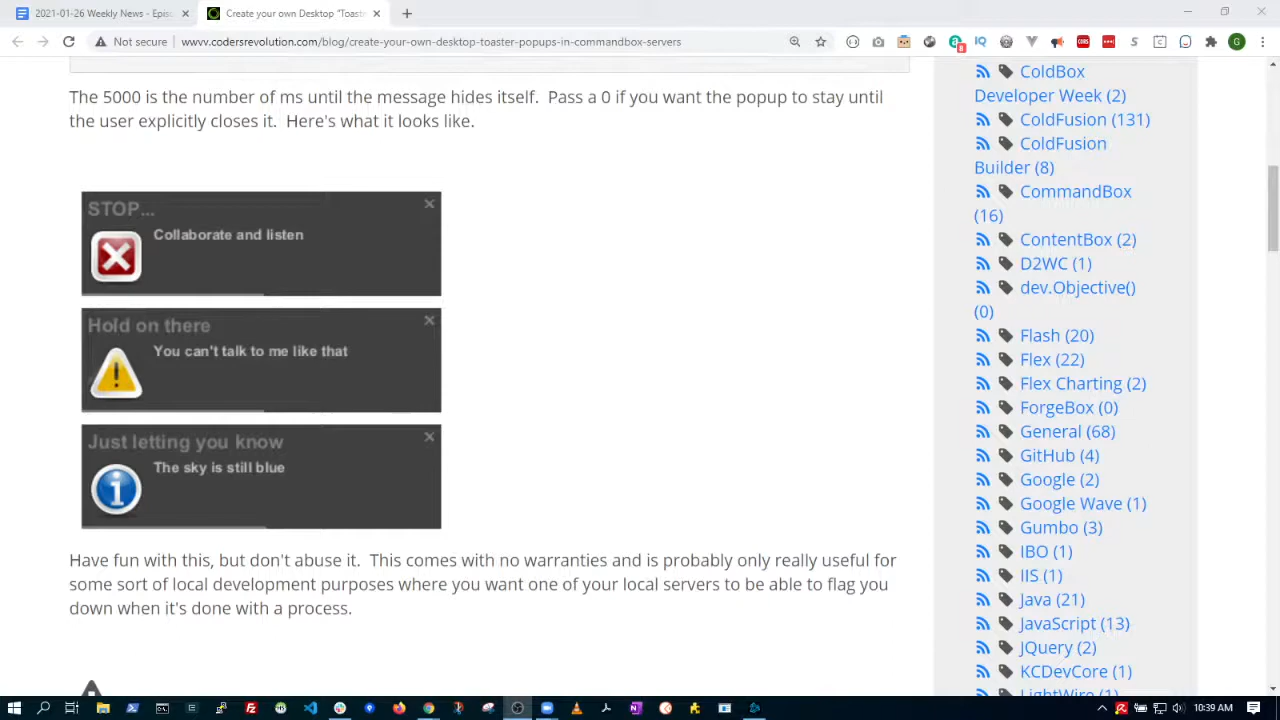 2021-01-26 Weekly News - Epis
Create your own Desktop "Toaste
Not secure
www.codersrevolution.com/blog/create-your-own-desktop-toaster-popups-in-commandbox-servers
8
IQ
CORS
S
C
G
The 5000 is the number of ms until the message hides itself.  Pass a 0 if you want the popup to stay until
the user explicitly closes it.  Here's what it looks like.
STOP...
Collaborate and listen
Hold on there
You can't talk to me like that
Just letting you know
The sky is still blue
Have fun with this, but don't abuse it.  This comes with no warranties and is probably only really useful for
some sort of local development purposes where you want one of your local servers to be able to flag you
down when it's done with a process.
ColdBox
Developer Week (2)
ColdFusion (131)
ColdFusion
Builder (8)
CommandBox
(16)
ContentBox (2)
D2WC (1)
dev.Objective()
(0)
Flash (20)
Flex (22)
Flex Charting (2)
ForgeBox (0)
General (68)
GitHub (4)
Google (2)
Google Wave (1)
Gumbo (3)
IBO (1)
IIS (1)
Java (21)
JavaScript (13)
JQuery (2)
KCDevCore (1)
LightWire (1)
10:39 AM